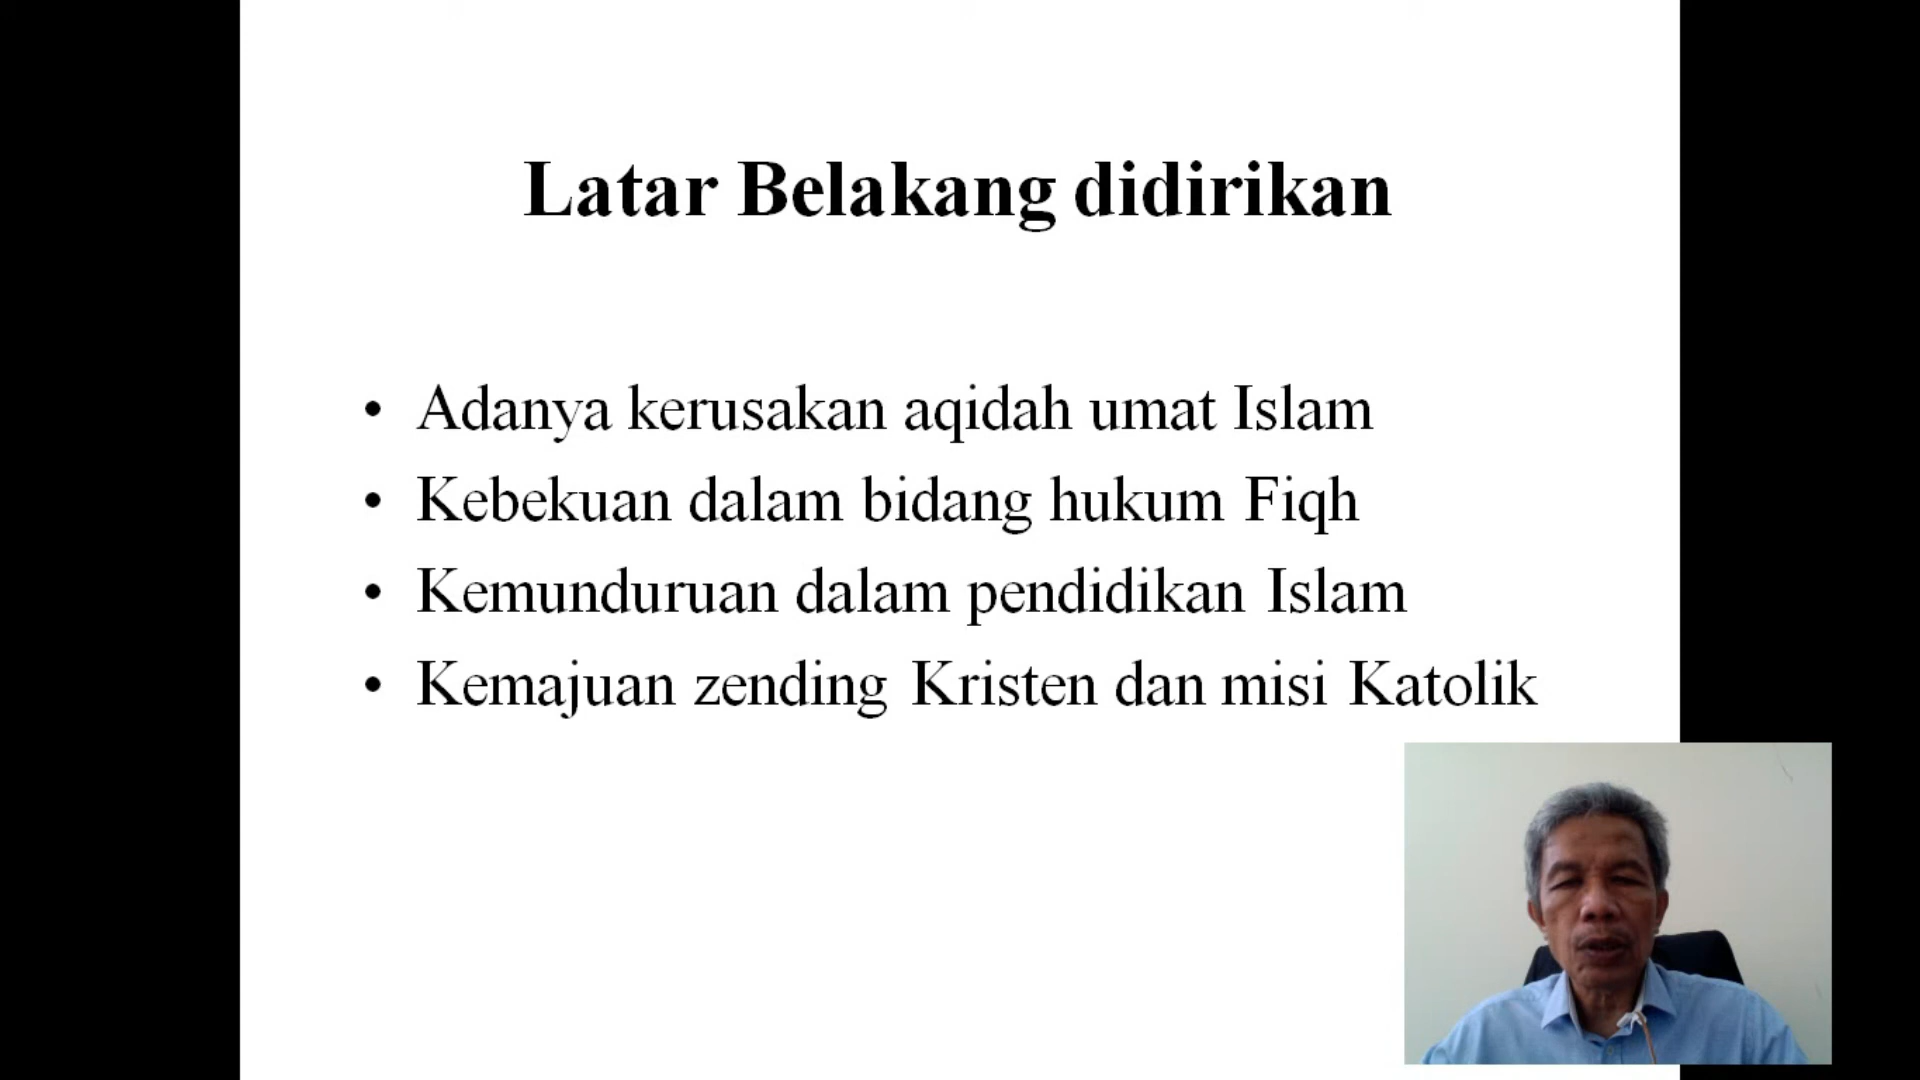 Latar Belakang didirikan
• Adanya kerusakan aqidah umat Islam
• Kebekuan dalam bidang hukum Fiqh
• Kemunduruan dalam pendidikan Islam
• Kemajuan zending Kristen dan misi Katolik